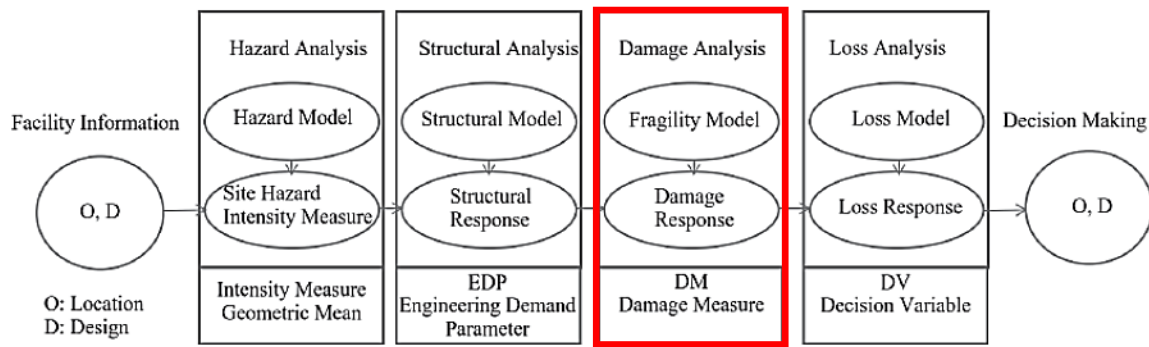 Facility Information
O, D
O: Location
D: Design
Hazard Analysis
Hazard Model
Site Hazard
Intensity Measure
Intensity Measure
Geometric Mean
Structural Analysis
Structural Model
Structural
Response
EDP
Engineering Demand
Parameter
Damage Analysis
Fragility Model
Damage
Response
DM
Damage Measure
Loss Analysis
Loss Model
Loss Response
DV
Decision Variable
Decision Making
O, D